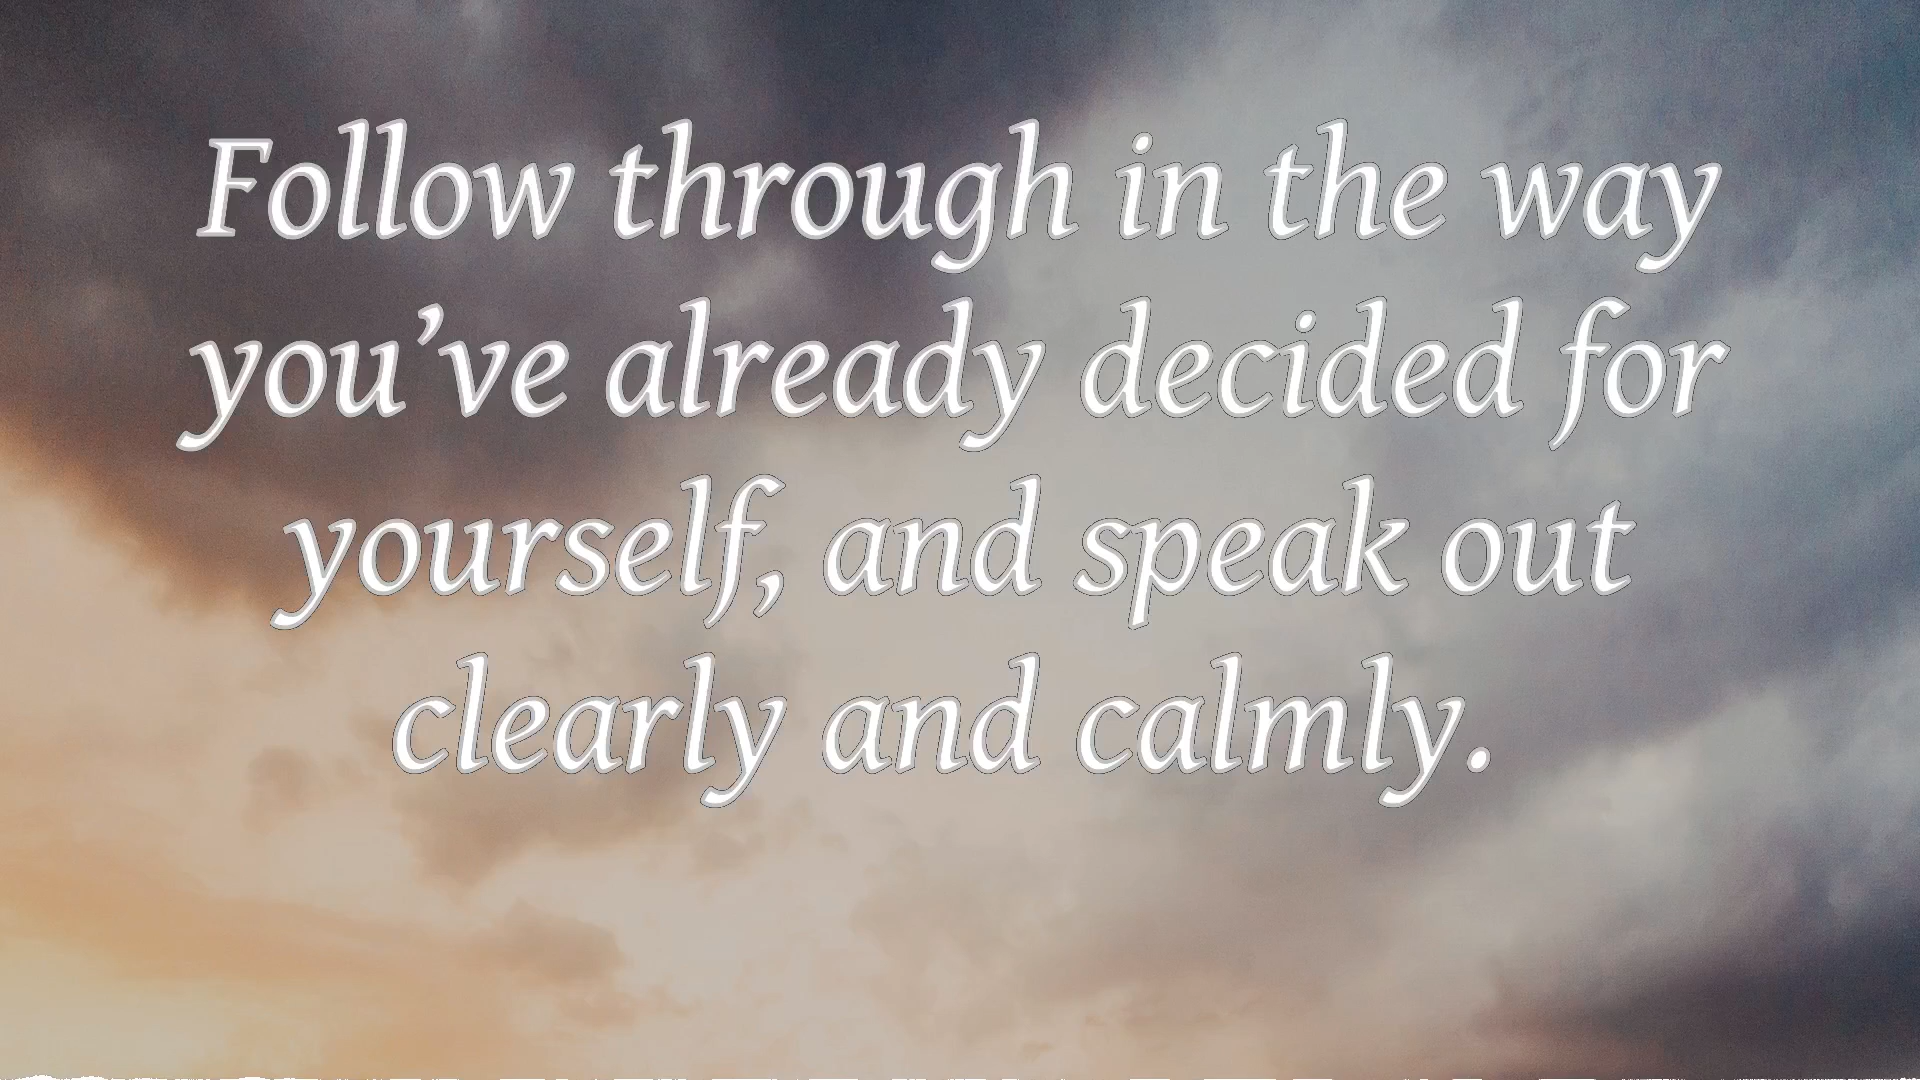 Follow through in the way
you’ve already decided for
yourself, and speak out
clearly and calmly.